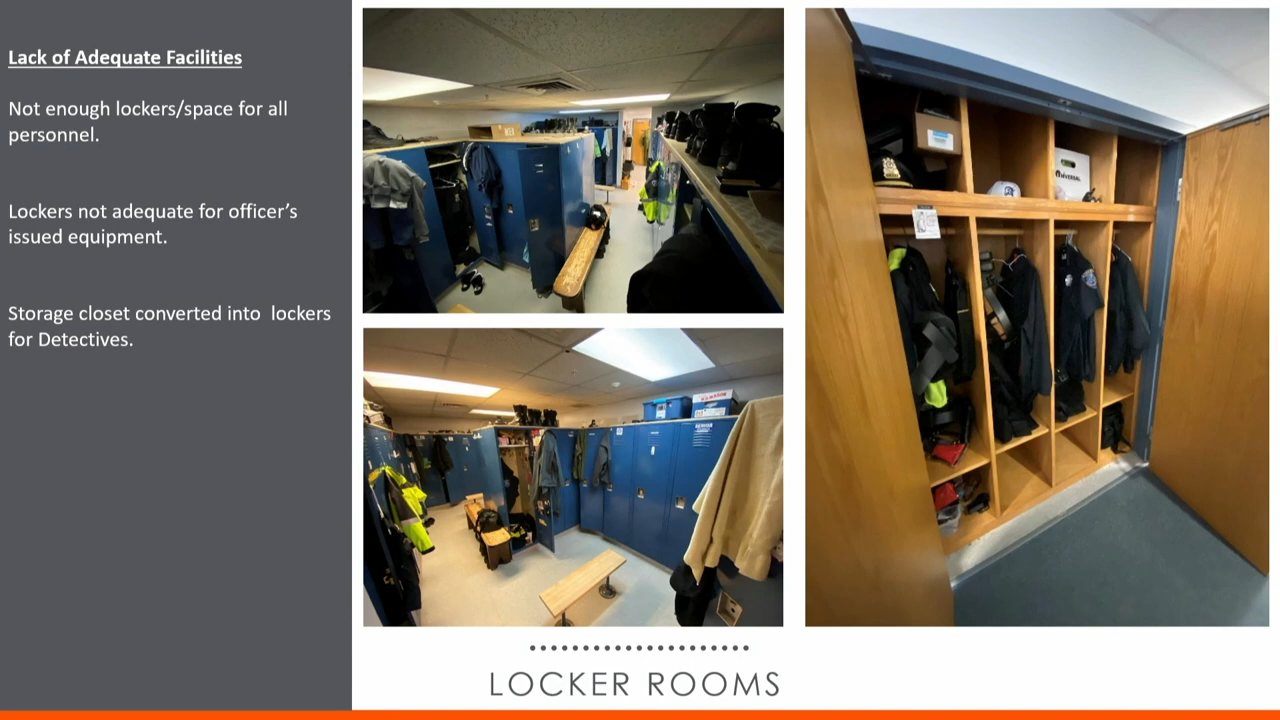 Lack of Adequate Facilities
Not enough lockers/space for all
personnel.
Lockers not adequate for officer's
issued equipment.
Storage closet converted into  lockers
for Detectives.
LOCKER ROOMS